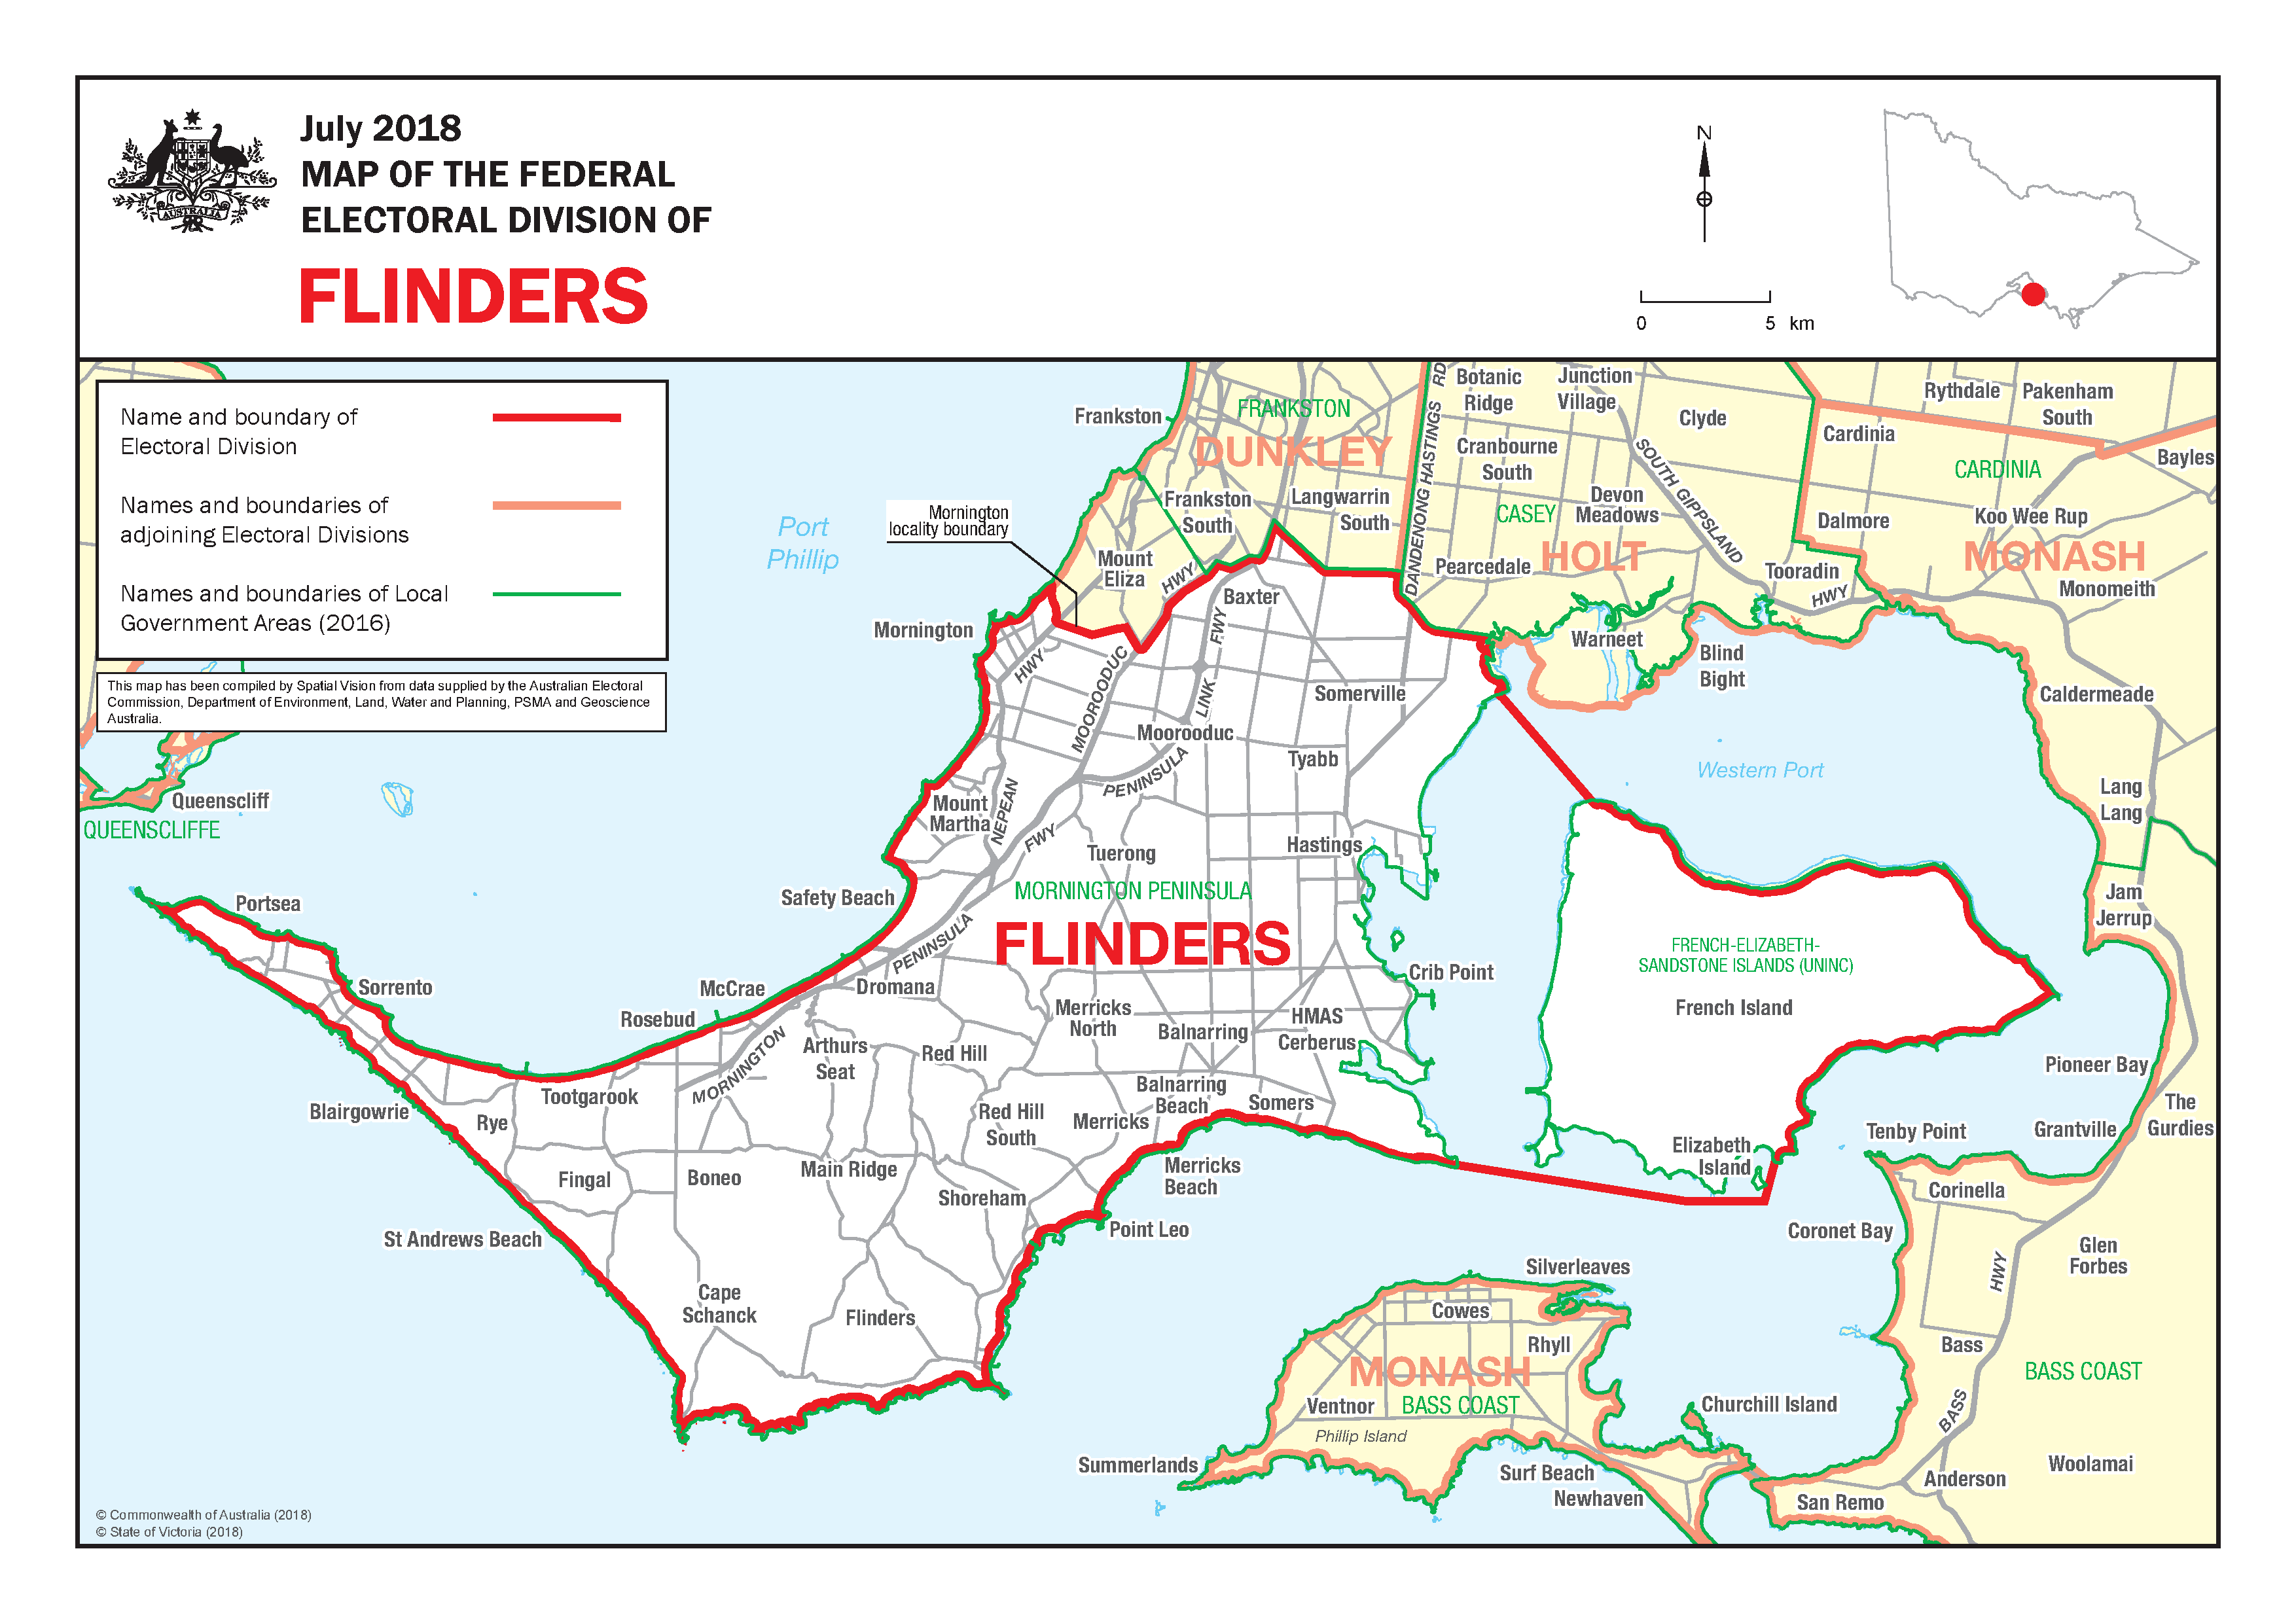 July 2018
MAP OF THE FEDERAL
ELECTORAL DIVISION OF
FLINDERS
AUSTRALIA
N
0 5 km
Name and boundary of
Electoral Division
Names and boundaries of
adjoining Electoral Divisions
Names and boundaries of Local
Government Areas (2016)
This map has been compiled by Spatial Vision from data supplied by the Australian Electoral
Commission, Department of Environment, Land, Water and Planning, PSMA and Geoscience
Australia.
Port
Phillip
Mornington
locality boundary
Frankston
FRANKSTON
DUNKLEY
Frankston
South
Langwarrin
South
Mount
Eliza
HWY
Baxter
DANDENONG HASTINGS RD
Botanic
Ridge
Junction
Village
Clyde
Cranbourne
South
Devon
Meadows
CASEY
HOLT
Pearcedale
SOUTH GIPPSLAND
HWY
Cardinia
Rythdale
Pakenham
South
Bayles
CARDINIA
Dalmore
Koo Wee Rup
MONASH
Tooradin
Monomeith
Warneet
Blind
Bight
Caldermeade
Western Port
Lang
Lang
Jam
Jerrup
Mornington
HWY
MOOROODUC
FWY
LINK
PENINSULA
Somerville
Moorooduc
Tyabb
Mount
Martha
NEPEAN
FWY
Tuerong
Hastings
Queenscliff
QUEENSCLIFFE
Safety Beach
MORNINGTON PENINSULA
FLINDERS
PENINSULA
Portsea
Sorrento
McCrae
Dromana
Rosebud
MORNINGTON
Crib Point
FRENCH-ELIZABETH-
SANDSTONE ISLANDS (UNINC)
French Island
Merricks
North
Balnarring
HMAS
Cerberus
Arthurs
Seat
Red Hill
Tootgarook
Blairgowrie
Rye
Balnarring
Beach
Somers
Red Hill
South
Merricks
Merricks
Beach
Elizabeth
Island
Pioneer Bay
The
Gurdies
Grantville
Tenby Point
Corinella
Fingal
Boneo
Main Ridge
Shoreham
Point Leo
St Andrews Beach
Coronet Bay
Glen
Forbes
HWY
Cape
Schanck
Flinders
Silverleaves
Cowes
Rhyll
MONASH
Ventnor
BASS COAST
Phillip Island
Summerlands
Surf Beach
Newhaven
Churchill Island
San Remo
Bass
BASS COAST
BASS
Anderson
Woolamai
© Commonwealth of Australia (2018)
© State of Victoria (2018)